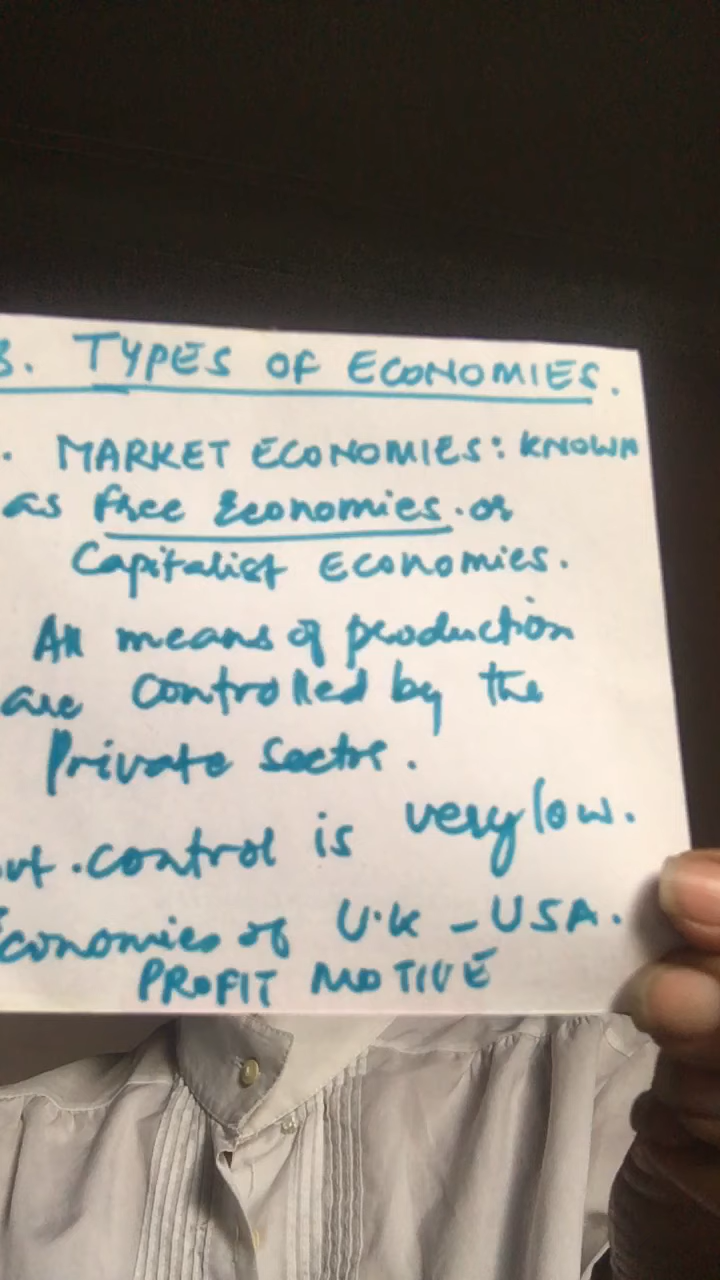 3. TYPES OF ECONOMIES.
. MARKET ECONOMIES: KNOWN
as free Economies. or
Capitalist Economies.
All means of production
are controlled by the
Private Sector.
control is very low.
Economies of U.K - USA.
PROFIT MOTIVE